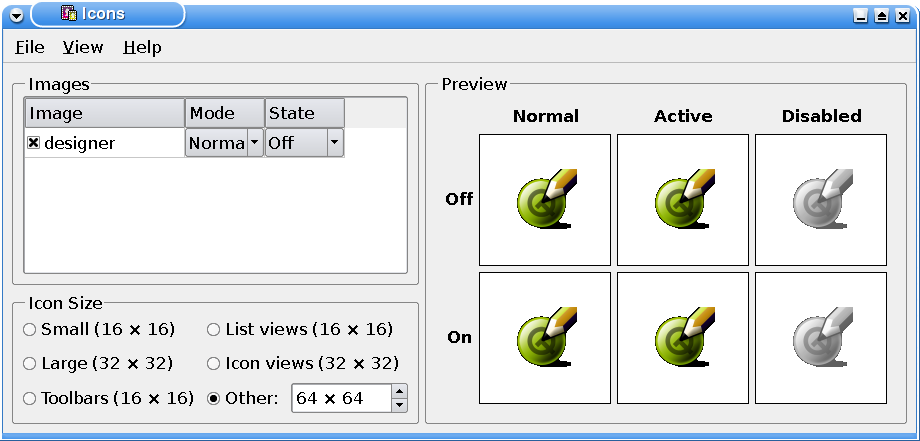 Icons
File View Help
Images
Image Mode State
designer Norma Off
Icon Size
Small (16 × 16) List views (16 × 16)
Large (32 × 32) Icon views (32 × 32)
Toolbars (16 × 16) Other: 64 × 64
Preview
Normal Active Disabled
Off
On